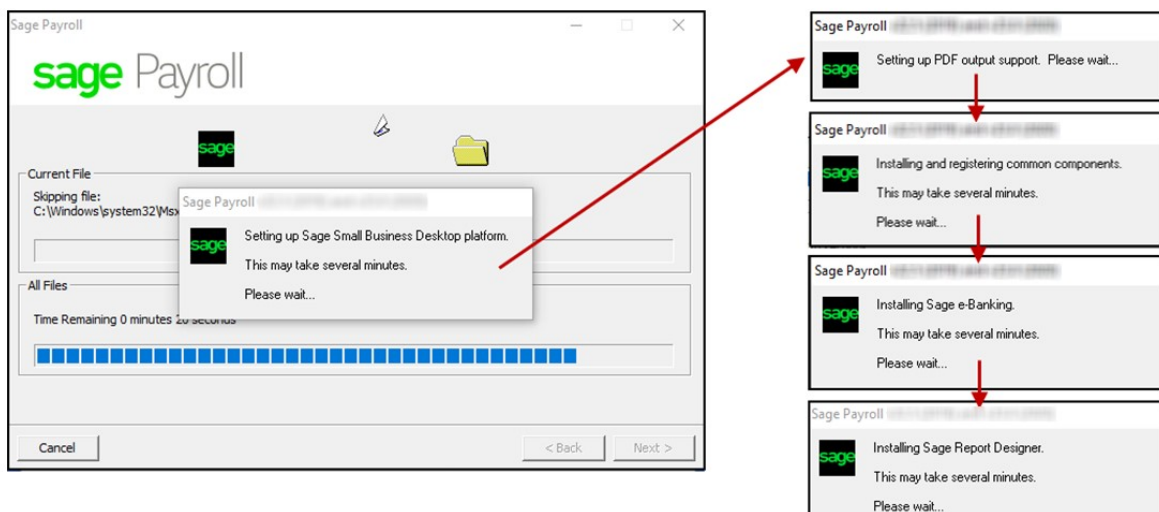 Sage Payroll
sage Payroll
sage
Current File
Skipping file:
C:\Windows\system32\Msx
Sage Payroll
sage
Setting up Sage Small Business Desktop platform.
This may take several minutes.
Please wait...
All Files
Time Remaining 0 minutes 20 seconds
Cancel
< Back
Next >
Sage Payroll
sage
Setting up PDF output support. Please wait...
Sage Payroll
sage
Installing and registering common components.
This may take several minutes.
Please wait...
Sage Payroll
sage
Installing Sage e-Banking.
This may take several minutes.
Please wait...
Sage Payroll
sage
Installing Sage Report Designer.
This may take several minutes.
Please wait...